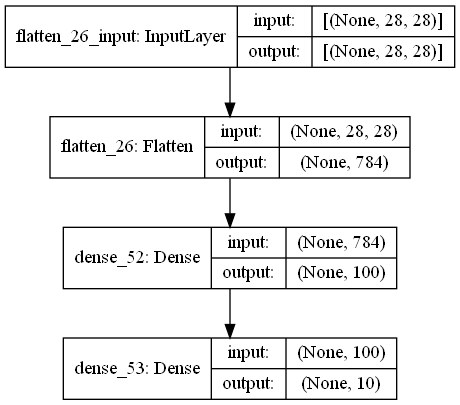 flatten_26_input: InputLayer
input: [(None, 28, 28)]
output: [(None, 28, 28)]
flatten_26: Flatten
input: (None, 28, 28)
output: (None, 784)
dense_52: Dense
input: (None, 784)
output: (None, 100)
dense_53: Dense
input: (None, 100)
output: (None, 10)